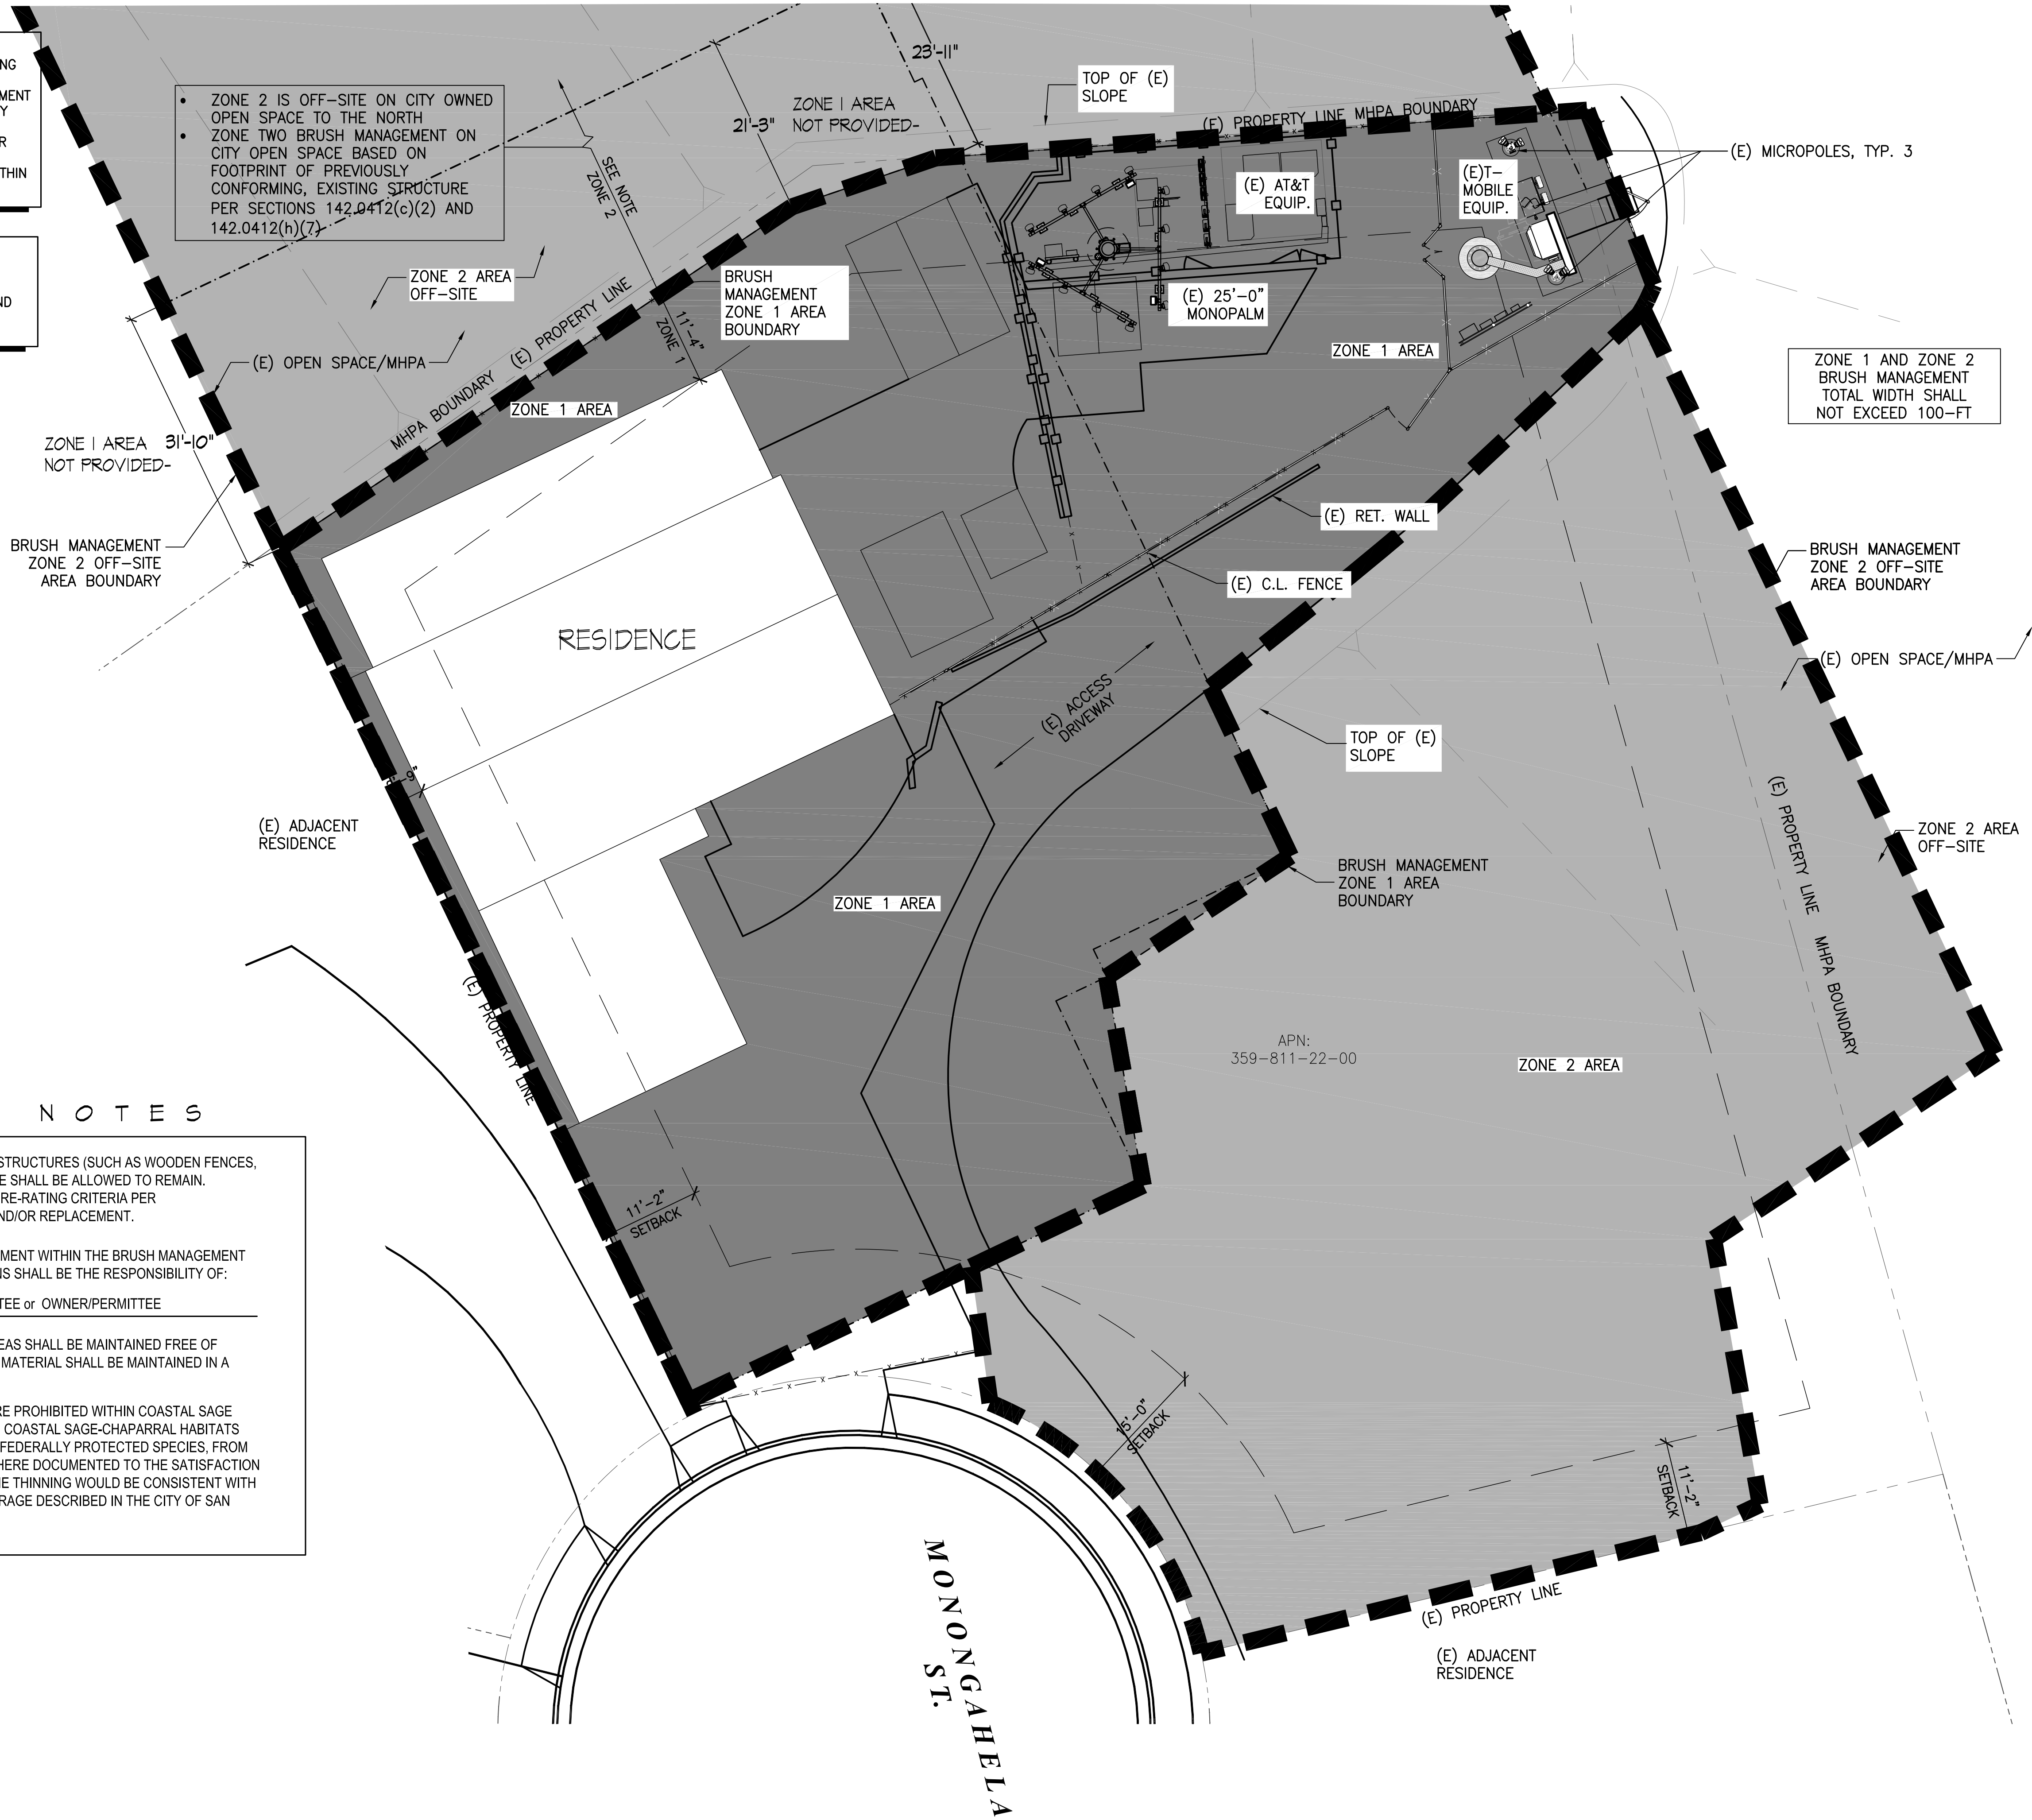 NG
MENT
Y
R
THIN
ND
• ZONE 2 IS OFF-SITE ON CITY OWNED
OPEN SPACE TO THE NORTH
• ZONE TWO BRUSH MANAGEMENT ON
CITY OPEN SPACE BASED ON
FOOTPRINT OF PREVIOUSLY
CONFORMING, EXISTING STRUCTURE
PER SECTIONS 142.0412(c)(2) AND
142.0412(h)(7)
23'-11"
21'-3"
ZONE 1 AREA
NOT PROVIDED-
TOP OF (E)
SLOPE
(E) PROPERTY LINE MHPA BOUNDARY
(E) MICROPOLES, TYP. 3
SEE NOTE
ZONE 2
(E) AT&T
EQUIP.
(E)T-
MOBILE
EQUIP.
ZONE 2 AREA
OFF-SITE
BRUSH
MANAGEMENT
ZONE 1 AREA
BOUNDARY
(E) 25'-0"
MONOPALM
11'-4"
ZONE 1
ZONE 1 AREA
(E) OPEN SPACE/MHPA
MHPA BOUNDARY (E) PROPERTY LINE
ZONE 1 AREA
ZONE 1 AND ZONE 2
BRUSH MANAGEMENT
TOTAL WIDTH SHALL
NOT EXCEED 100-FT
ZONE 1 AREA 31'-10"
NOT PROVIDED-
BRUSH MANAGEMENT
ZONE 2 OFF-SITE
AREA BOUNDARY
(E) RET. WALL
(E) C.L. FENCE
BRUSH MANAGEMENT
ZONE 2 OFF-SITE
AREA BOUNDARY
RESIDENCE
(E) OPEN SPACE/MHPA
(E) ACCESS
DRIVEWAY
TOP OF (E)
SLOPE
(E) ADJACENT
RESIDENCE
(E) PROPERTY LINE MHPA BOUNDARY
ZONE 2 AREA
OFF-SITE
BRUSH MANAGEMENT
ZONE 1 AREA
BOUNDARY
ZONE 1 AREA
(E) PROPERTY LINE
APN:
359-811-22-00
ZONE 2 AREA
NOTES
STRUCTURES (SUCH AS WOODEN FENCES,
E SHALL BE ALLOWED TO REMAIN.
RE-RATING CRITERIA PER
ND/OR REPLACEMENT.
MENT WITHIN THE BRUSH MANAGEMENT
NS SHALL BE THE RESPONSIBILITY OF:
TEE or OWNER/PERMITTEE
EAS SHALL BE MAINTAINED FREE OF
MATERIAL SHALL BE MAINTAINED IN A
RE PROHIBITED WITHIN COASTAL SAGE
COASTAL SAGE-CHAPARRAL HABITATS
FEDERALLY PROTECTED SPECIES, FROM
HERE DOCUMENTED TO THE SATISFACTION
HE THINNING WOULD BE CONSISTENT WITH
RAGE DESCRIBED IN THE CITY OF SAN
11'-2"
SETBACK
15'-0"
SETBACK
11'-2"
SETBACK
(E) PROPERTY LINE
(E) ADJACENT
RESIDENCE
MONONGAHELA
ST.